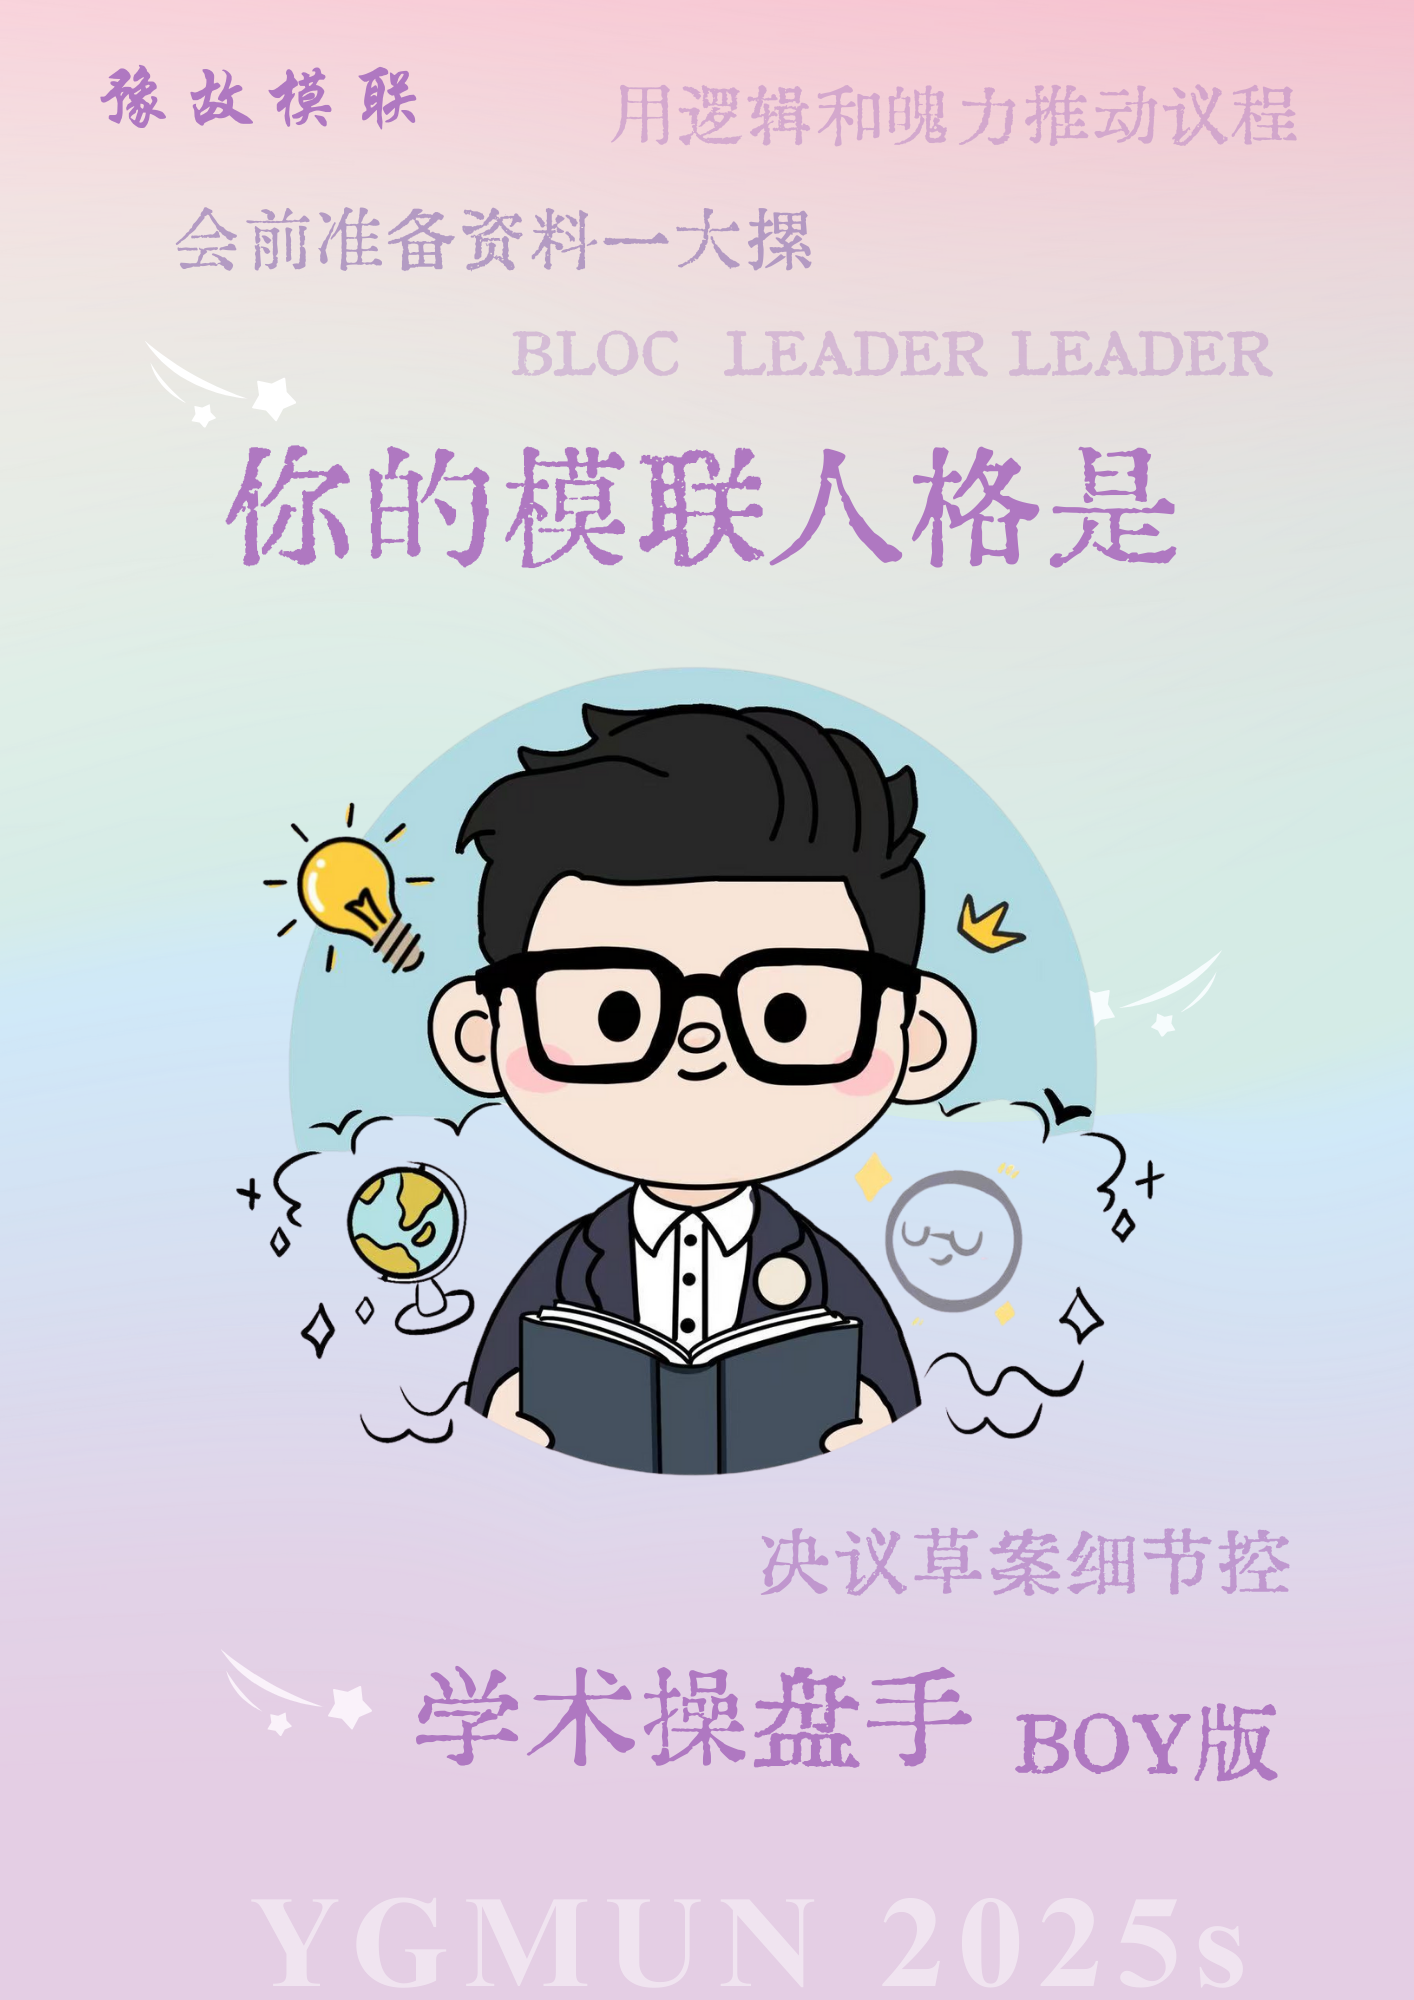 豫故模联
用逻辑和魄力推动议程
会前准备资料一大摞
BLOC LEADER LEADER
你的模联人格是
决议草案细节控
学术操盘手 BOY版
YGMUN 2025s